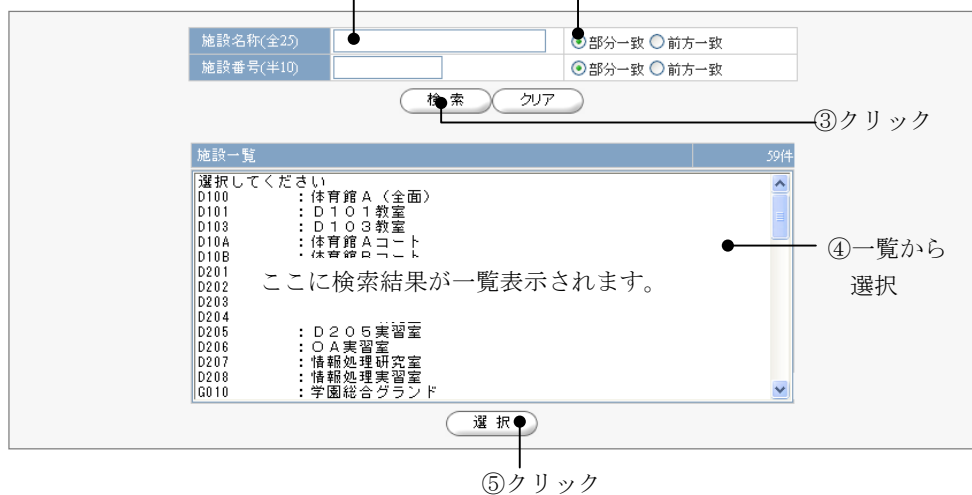 施設名称(全25) 部分一致 前方一致
施設番号(半10) 部分一致 前方一致
検 索 クリア
③クリック
施設一覧 59件
選択してください
D100 :体育館A(全面)
D101 :D101教室
D103 :D103教室
D10A :体育館Aコート
D10B :体育館Bコート
D201
D202
ここに検索結果が一覧表示されます。
D203
D204
D205 :D205実習室
D206 :OA実習室
D207 :情報処理研究室
D208 :情報処理実習室
G010 :学園総合グランド
④一覧から
選択
選 択
⑤クリック